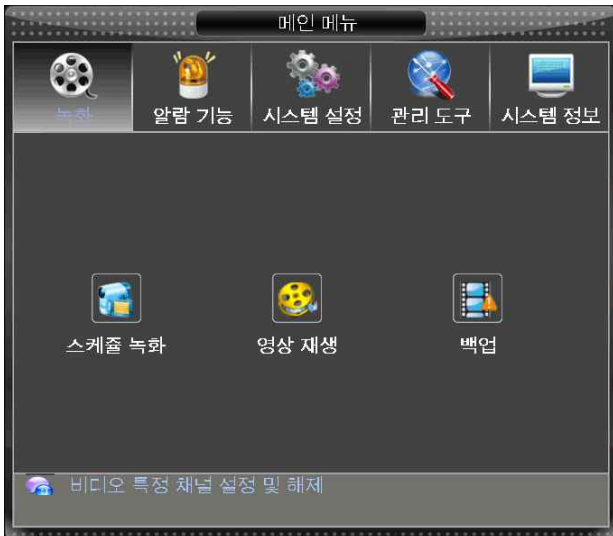 메인 메뉴
녹화 알람 기능 시스템 설정 관리 도구 시스템 정보
스케쥴 녹화 영상 재생 백업
비디오 특정 채널 설정 및 해제